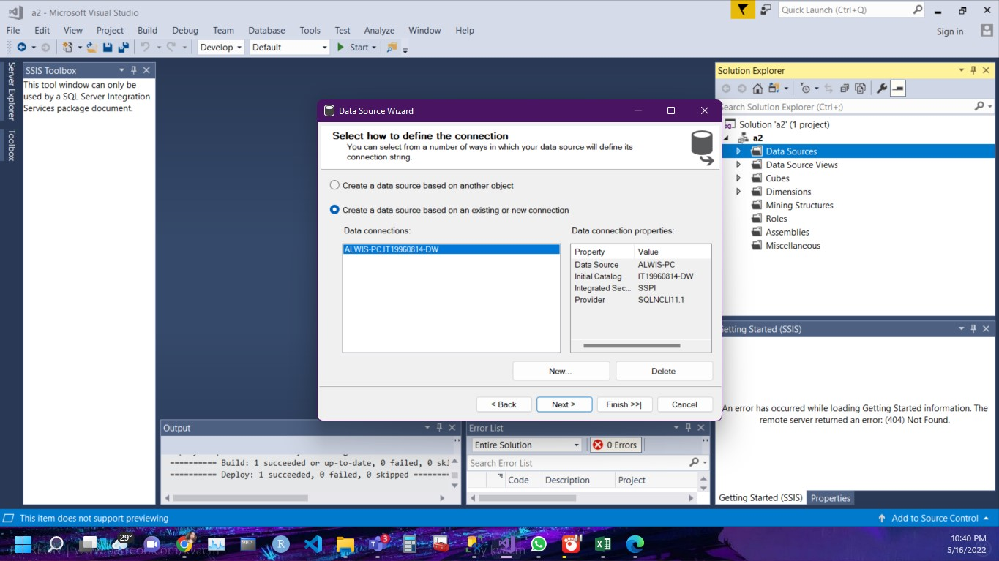 a2 - Microsoft Visual Studio
Quick Launch (Ctrl+Q)
File Edit View Project Build Debug Team Database Tools Test Analyze Window Help
Sign in
Develop Default Start
Server Explorer
Toolbox
SSIS Toolbox
This tool window can only be
used by a SQL Server Integration
Services package document.
Data Source Wizard
Select how to define the connection
You can select from a number of ways in which your data source will define its
connection string.
Create a data source based on another object
Create a data source based on an existing or new connection
Data connections:
ALWIS-PC.IT19960814-DW
Data connection properties:
Property Value
Data Source ALWIS-PC
Initial Catalog IT19960814-DW
Integrated Sec... SSPI
Provider SQLNCLI11.1
New... Delete
< Back Next > Finish >>| Cancel
Solution Explorer
Search Solution Explorer (Ctrl+;)
Solution 'a2' (1 project)
a2
Data Sources
Data Source Views
Cubes
Dimensions
Mining Structures
Roles
Assemblies
Miscellaneous
Getting Started (SSIS)
An error has occurred while loading Getting Started information. The
remote server returned an error: (404) Not Found.
Getting Started (SSIS) Properties
Output
========== Build: 1 succeeded or up-to-date, 0 failed, 0 ski
========== Deploy: 1 succeeded, 0 failed, 0 skipped =======
Error List
Entire Solution 0 Errors
Search Error List
Code Description Project
This item does not support previewing
Add to Source Control
29°
3
10:40 PM
5/16/2022